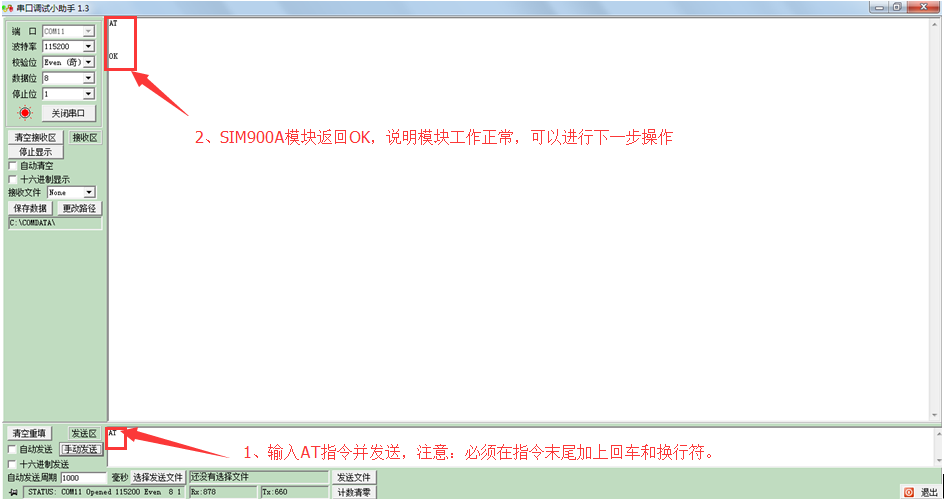 串口调试小助手 1.3
端 口 COM11
波特率 115200
校验位 Even (奇)
数据位 8
停止位 1
关闭串口
清空接收区 接收区
停止显示
自动清空
十六进制显示
接收文件 None
保存数据 更改路径
C:\COMDATA\
AT
OK
2、SIM900A模块返回OK，说明模块工作正常，可以进行下一步操作
清空重填 发送区
AT
自动发送 手动发送
1、输入AT指令并发送，注意：必须在指令末尾加上回车和换行符。
十六进制发送
自动发送周期 1000 毫秒 选择发送文件 还没有选择文件 发送文件
STATUS: COM11 Opened 115200 Even 8 1 Rx:878 Tx:660 计数清零 退出